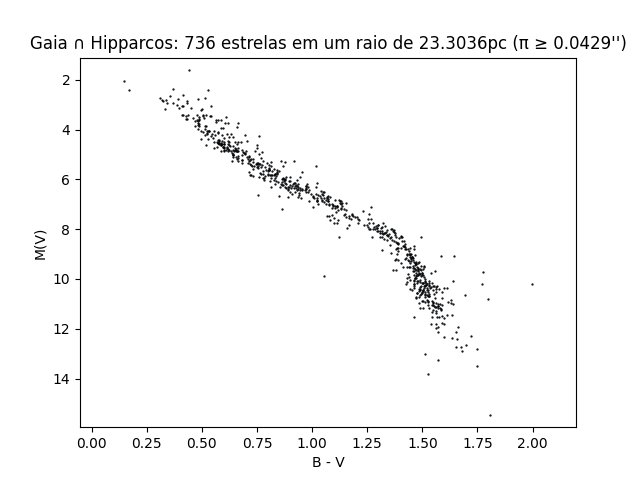 Gaia ∩ Hipparcos: 736 estrelas em um raio de 23.3036pc (π ≥ 0.0429'')
2
4
6
8
10
12
14
M(V)
0.00 0.25 0.50 0.75 1.00 1.25 1.50 1.75 2.00
B - V